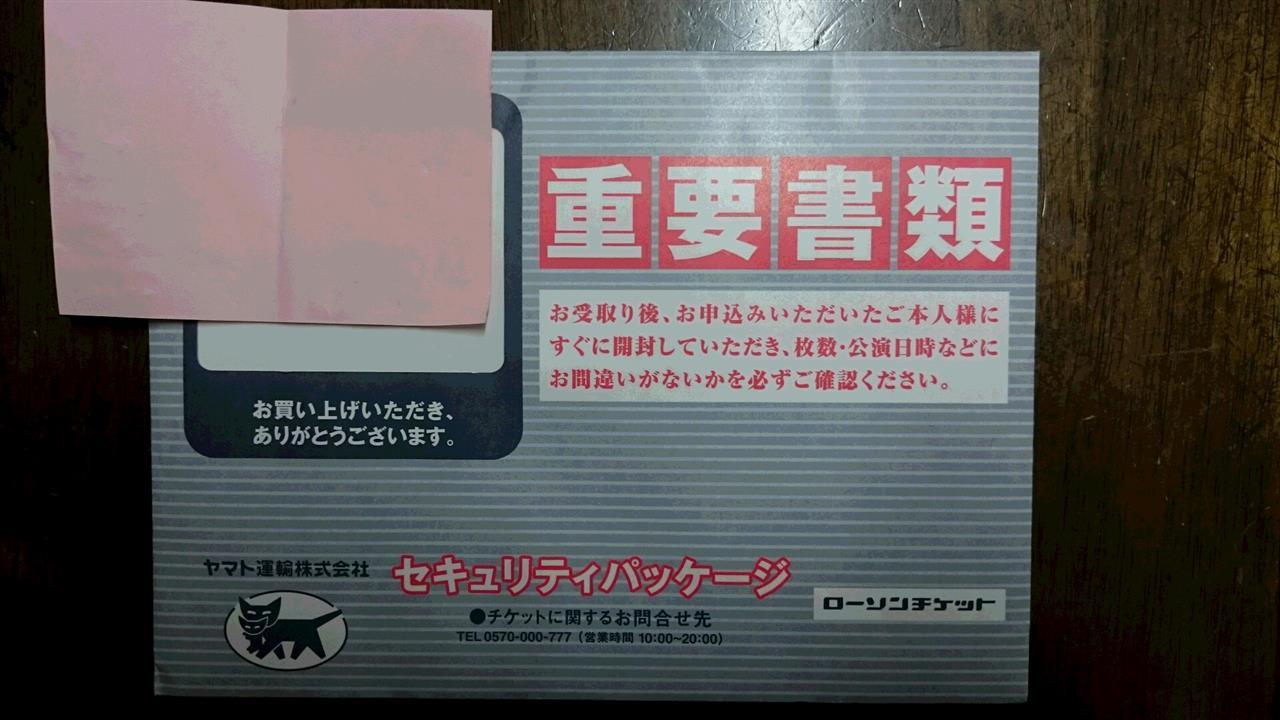 重要書類
お受取り後、お申込みいただいたご本人様に
すぐに開封していただき、枚数・公演日時などに
お間違いがないかを必ずご確認ください。
お買い上げいただき、
ありがとうございます。
ヤマト運輸株式会社
セキュリティパッケージ
●チケットに関するお問合せ先
TEL 0570-000-777（営業時間 10:00~20:00）
ローソンチケット